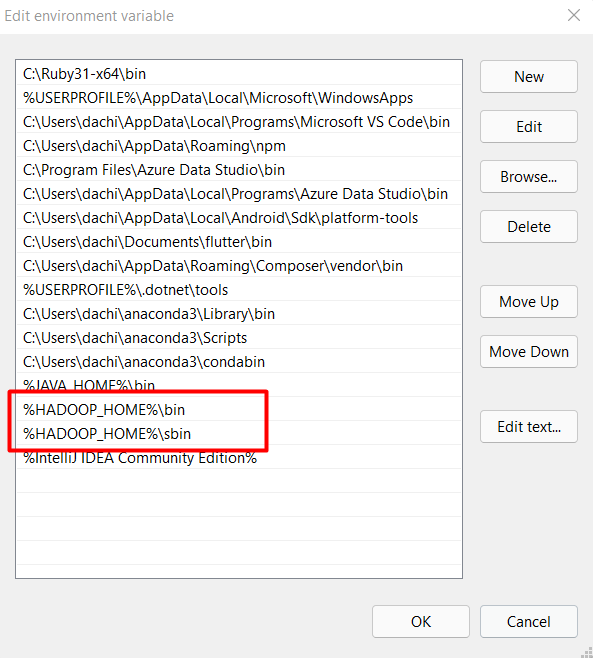 Edit environment variable
C:\Ruby31-x64\bin
%USERPROFILE%\AppData\Local\Microsoft\WindowsApps
C:\Users\dachi\AppData\Local\Programs\Microsoft VS Code\bin
C:\Users\dachi\AppData\Roaming\npm
C:\Program Files\Azure Data Studio\bin
C:\Users\dachi\AppData\Local\Programs\Azure Data Studio\bin
C:\Users\dachi\AppData\Local\Android\Sdk\platform-tools
C:\Users\dachi\Documents\flutter\bin
C:\Users\dachi\AppData\Roaming\Composer\vendor\bin
%USERPROFILE%\.dotnet\tools
C:\Users\dachi\anaconda3\Library\bin
C:\Users\dachi\anaconda3\Scripts
C:\Users\dachi\anaconda3\condabin
%JAVA_HOME%\bin
%HADOOP_HOME%\bin
%HADOOP_HOME%\sbin
%IntelliJ IDEA Community Edition%
New
Edit
Browse...
Delete
Move Up
Move Down
Edit text...
OK
Cancel